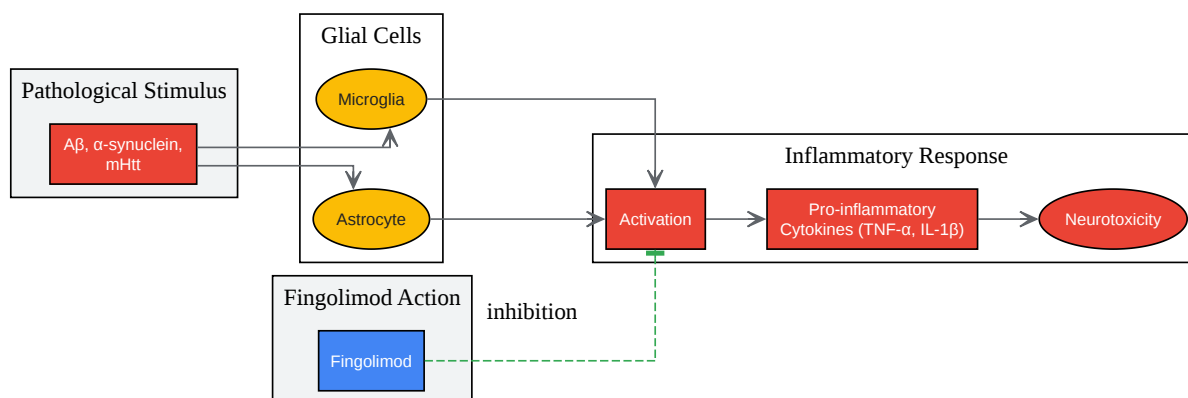 Glial Cells
Pathological Stimulus
Microglia
Aβ, α-synuclein,
mHtt
Inflammatory Response
Astrocyte
Activation
Pro-inflammatory
Cytokines (TNF-α, IL-1β)
Neurotoxicity
Fingolimod Action
inhibition
Fingolimod